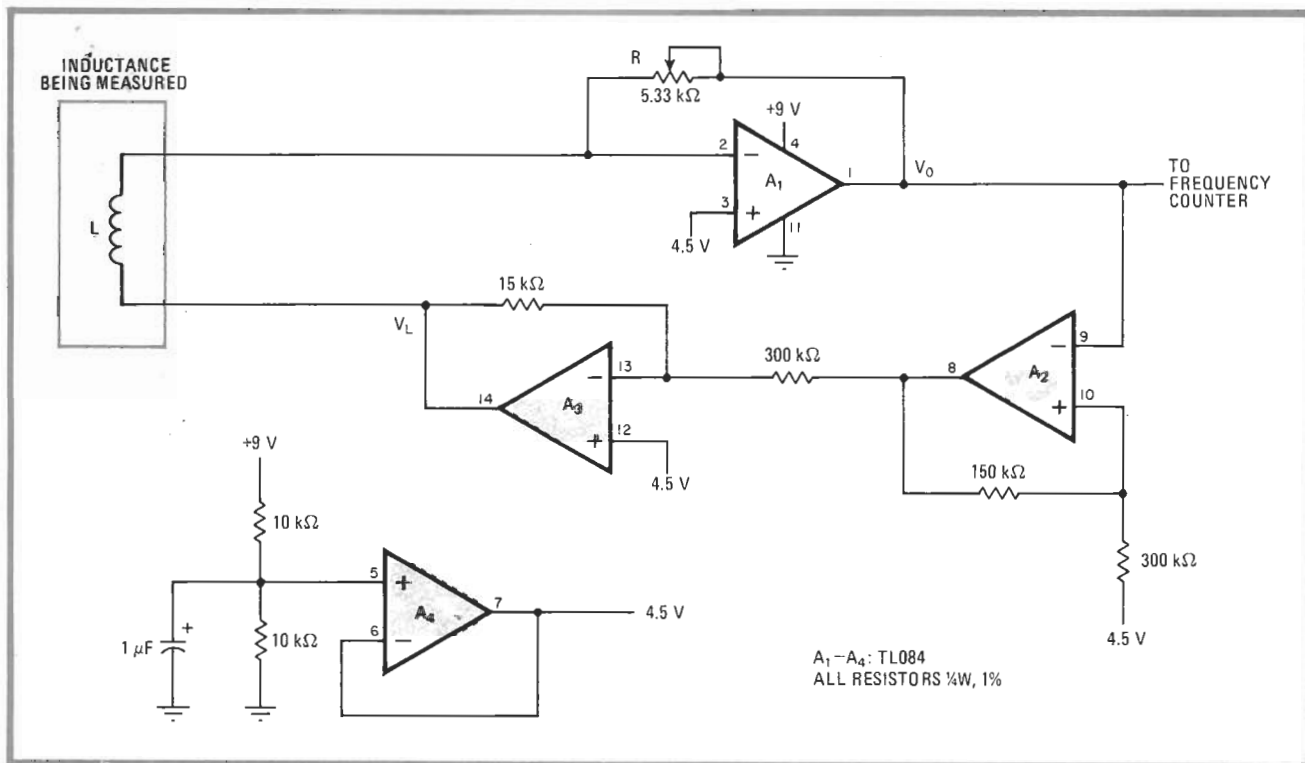 INDUCTANCE
BEING MEASURED
L
R
5.33 kΩ
+9 V
4
2
−
A₁
1
V₀
3
+
11
4.5 V
TO
FREQUENCY
COUNTER
15 kΩ
V_L
300 kΩ
13
−
A₃
14
12
+
4.5 V
9
−
8
A₂
10
+
150 kΩ
300 kΩ
4.5 V
+9 V
10 kΩ
5
+
A₄
7
4.5 V
6
−
+
1 μF
10 kΩ
A₁–A₄: TL084
ALL RESISTORS ¼W, 1%